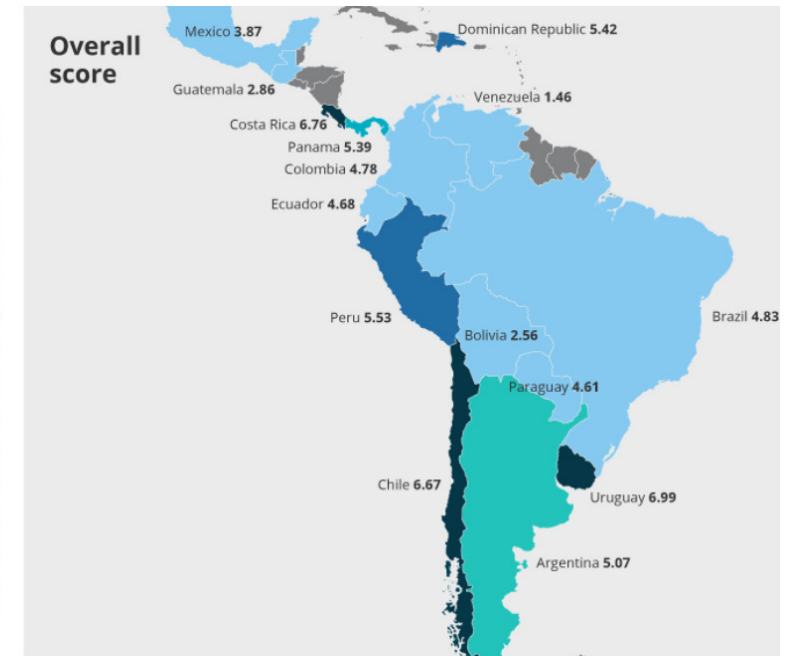 Overall
score
Mexico 3.87
Dominican Republic 5.42
Guatemala 2.86
Venezuela 1.46
Costa Rica 6.76
Panama 5.39
Colombia 4.78
Ecuador 4.68
Peru 5.53
Brazil 4.83
Bolivia 2.56
Paraguay 4.61
Chile 6.67
Uruguay 6.99
Argentina 5.07